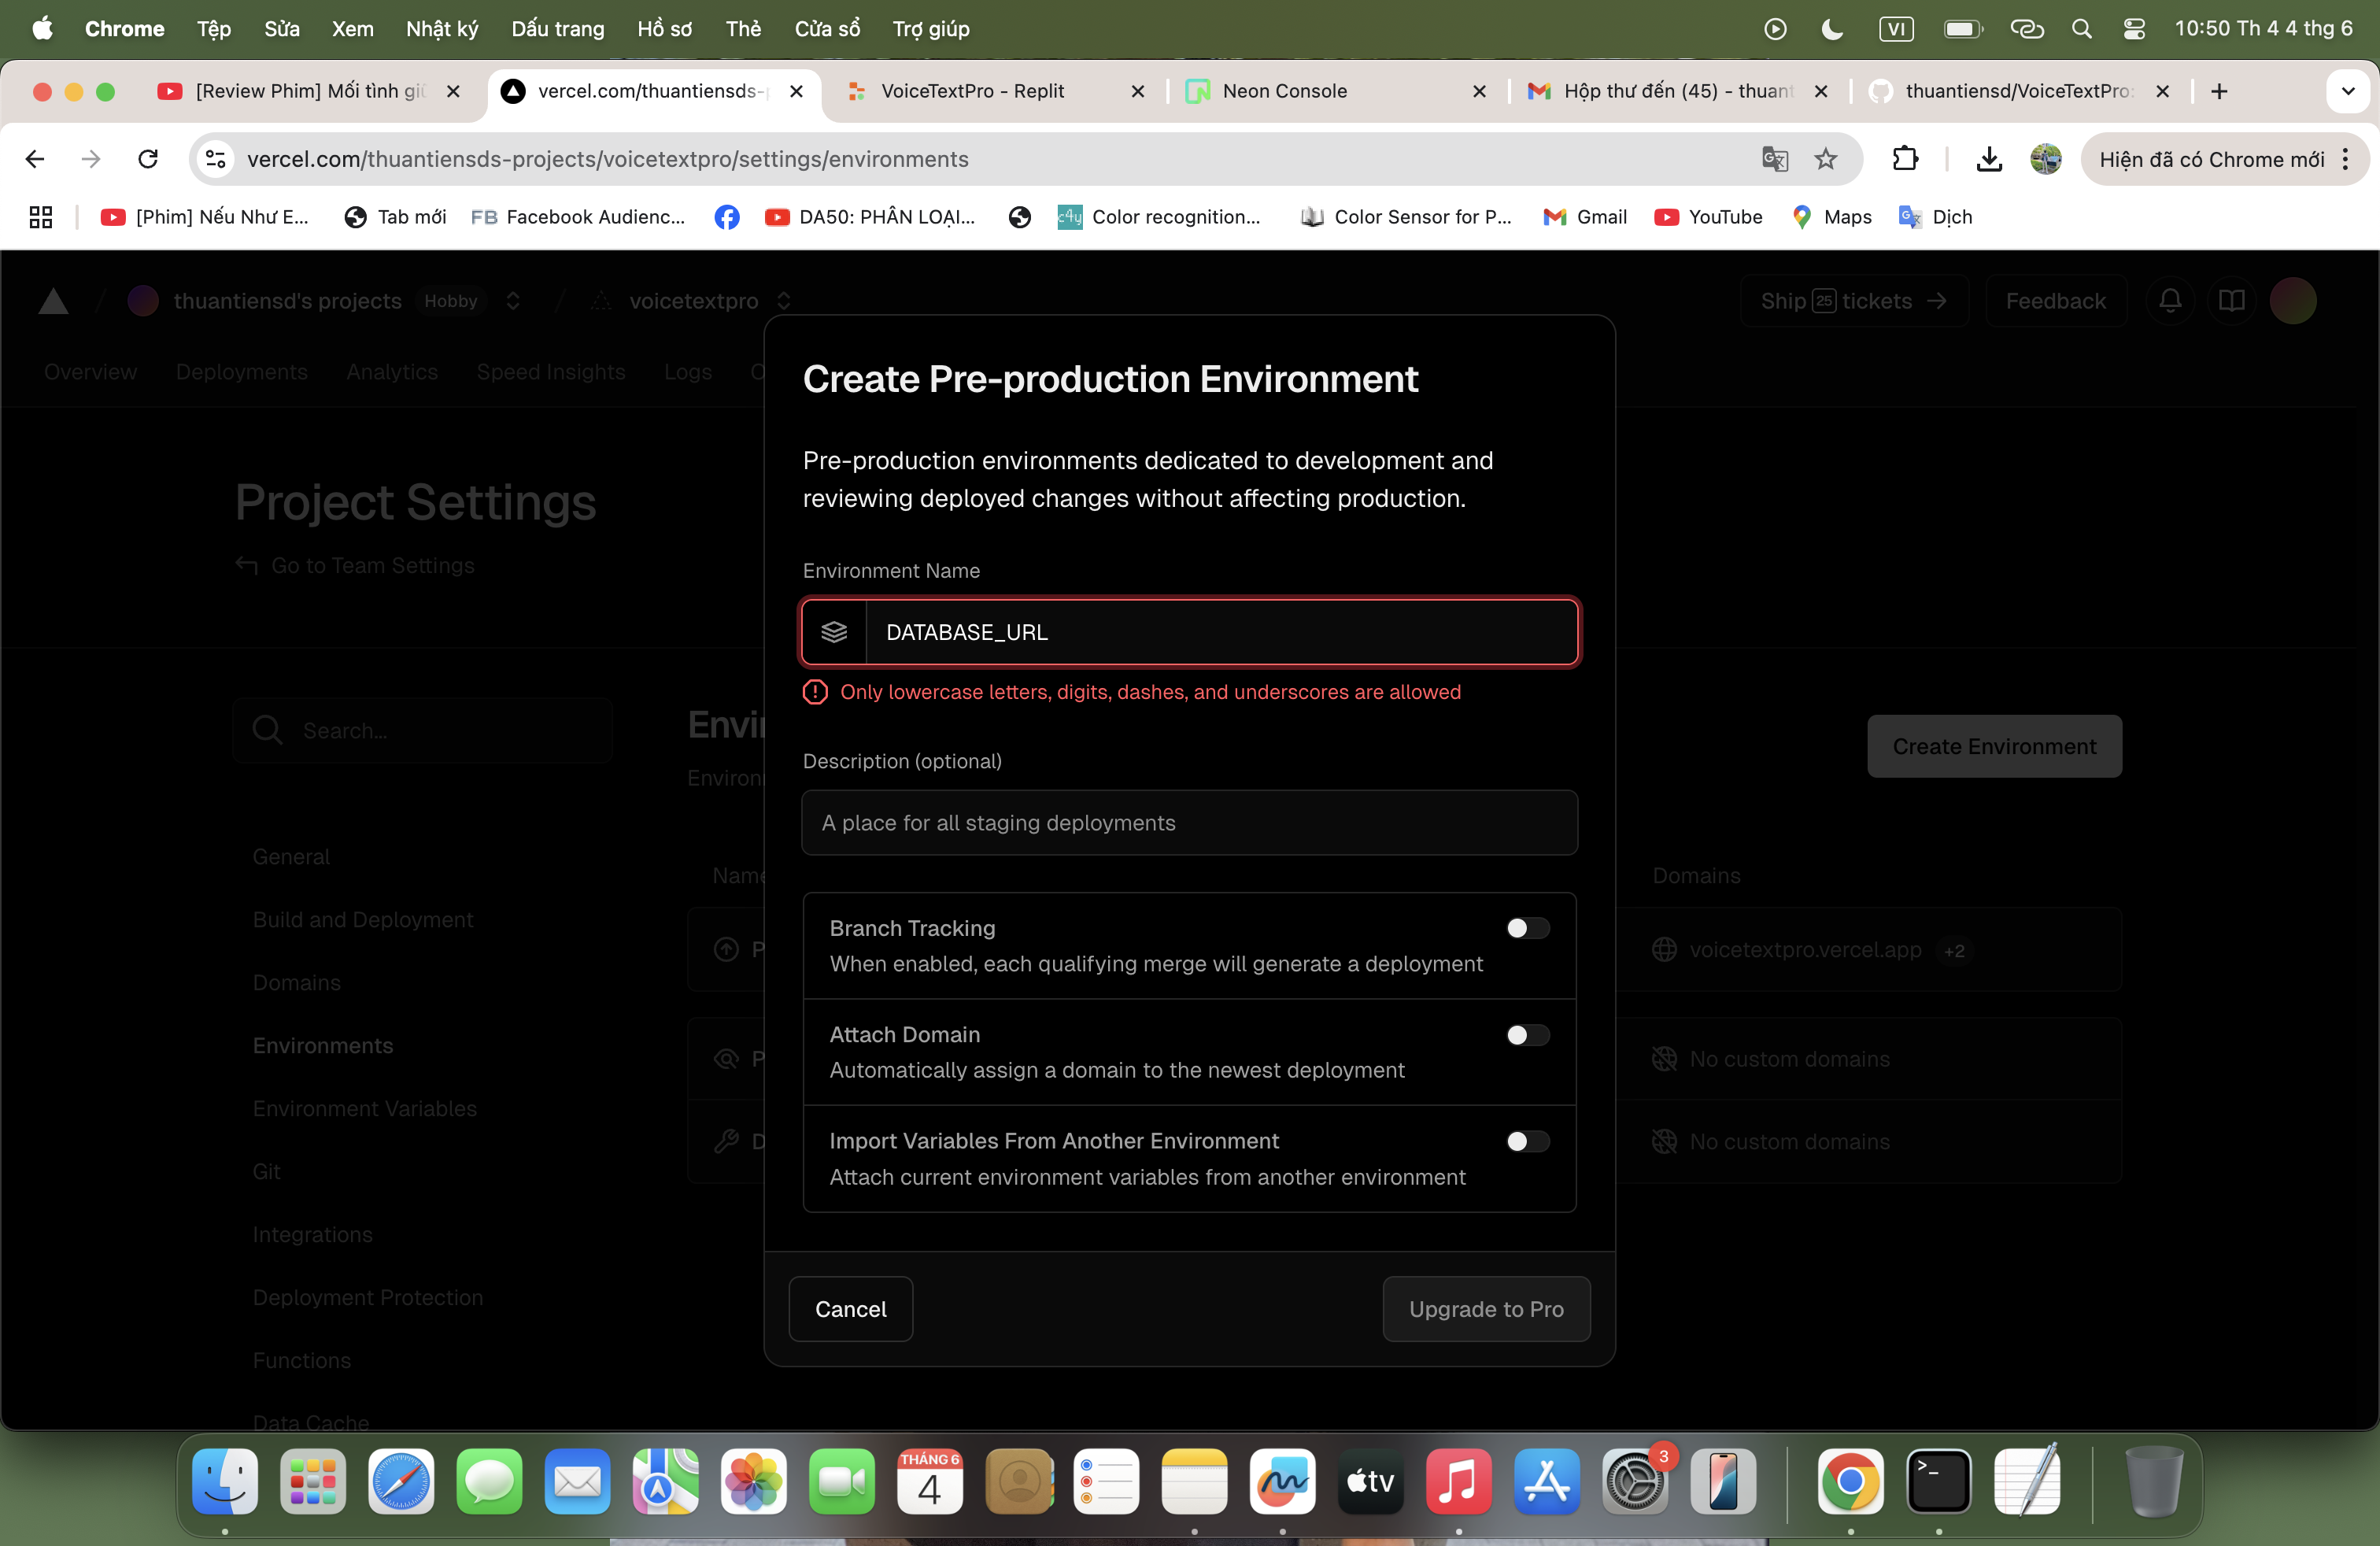 Chrome Tệp Sửa Xem Nhật ký Dấu trang Hồ sơ Thẻ Cửa sổ Trợ giúp VI 10:50 Th 4 4 thg 6
[Review Phim] Mối tình giữ vercel.com/thuantiensds-p VoiceTextPro - Replit Neon Console Hộp thư đến (45) - thuant thuantiensd/VoiceTextPro:
vercel.com/thuantiensds-projects/voicetextpro/settings/environments Hiện đã có Chrome mới
[Phim] Nếu Như E... Tab mới FB Facebook Audienc... DA50: PHÂN LOẠI... c4y Color recognition... Color Sensor for P... Gmail YouTube Maps Dịch
thuantiensd's projects Hobby / voicetextpro Ship 25 tickets → Feedback
Overview Deployments Analytics Speed Insights Logs O
Project Settings
Go to Team Settings
Search...
General
Build and Deployment
Domains
Environments
Environment Variables
Git
Integrations
Deployment Protection
Functions
Data Cache
Envir
Environ
Create Environment
Name
Domains
P
voicetextpro.vercel.app +2
P
No custom domains
D
No custom domains
Create Pre-production Environment
Pre-production environments dedicated to development and
reviewing deployed changes without affecting production.
Environment Name
DATABASE_URL
Only lowercase letters, digits, dashes, and underscores are allowed
Description (optional)
A place for all staging deployments
Branch Tracking
When enabled, each qualifying merge will generate a deployment
Attach Domain
Automatically assign a domain to the newest deployment
Import Variables From Another Environment
Attach current environment variables from another environment
Cancel
Upgrade to Pro
THÁNG 6
4
tv
3
>_